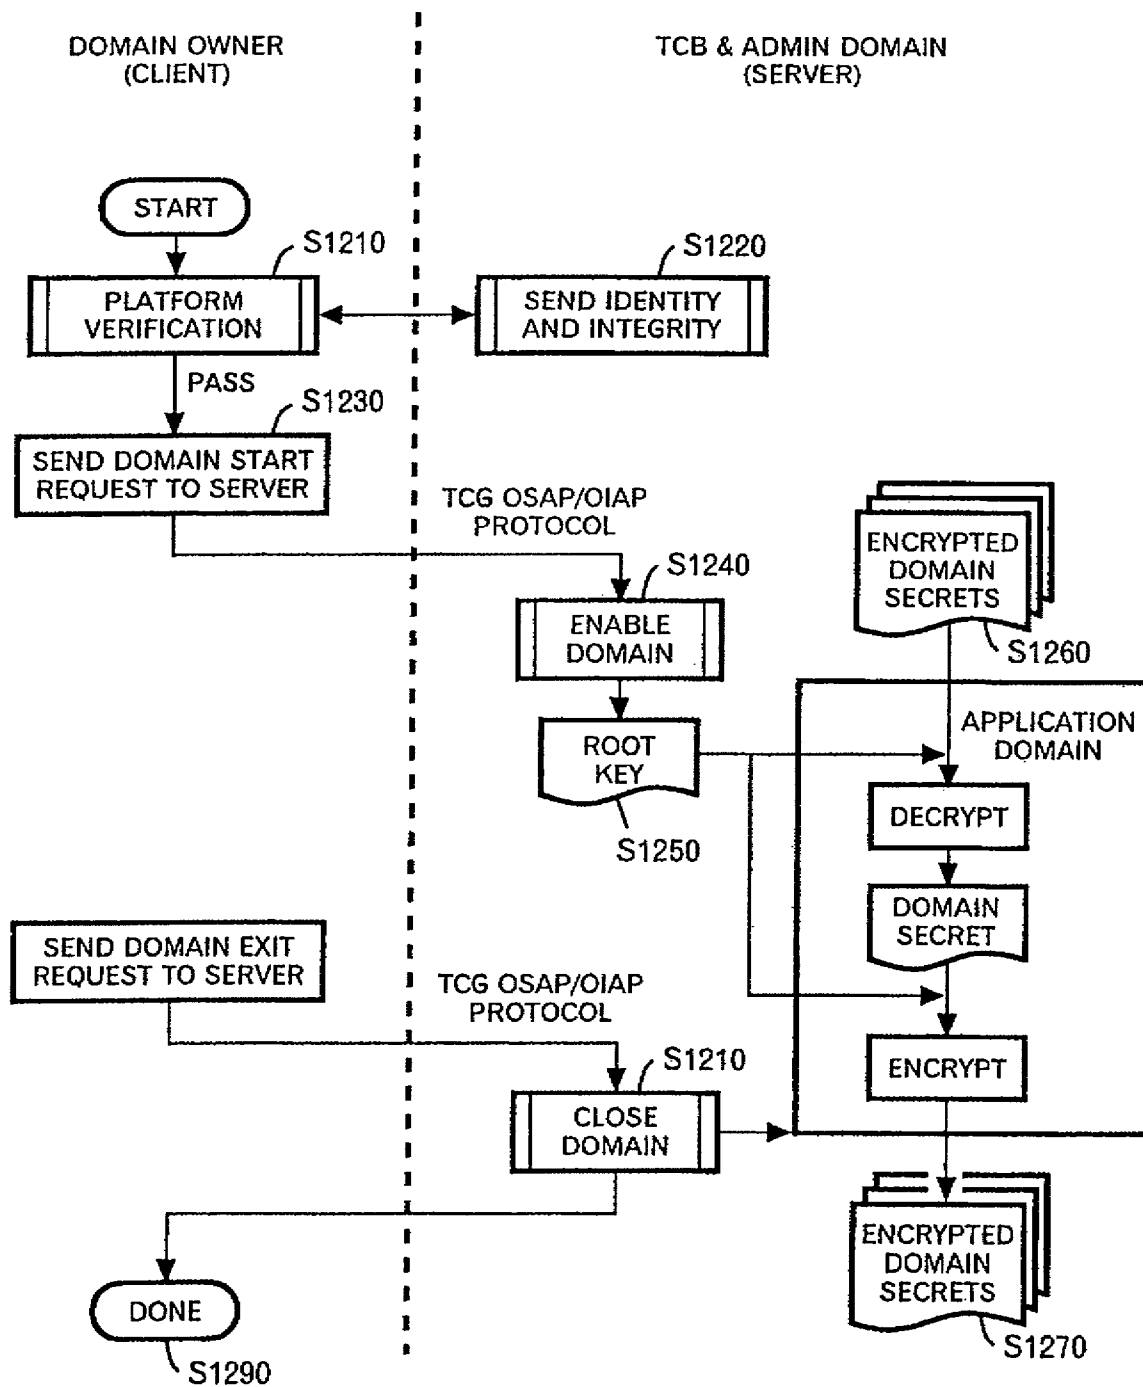 DOMAIN OWNER
(CLIENT)
TCB & ADMIN DOMAIN
(SERVER)
START
S1210
PLATFORM
VERIFICATION
S1220
SEND IDENTITY
AND INTEGRITY
PASS
S1230
SEND DOMAIN START
REQUEST TO SERVER
TCG OSAP/OIAP
PROTOCOL
S1240
ENABLE
DOMAIN
ENCRYPTED
DOMAIN
SECRETS
S1260
ROOT
KEY
S1250
APPLICATION
DOMAIN
DECRYPT
DOMAIN
SECRET
SEND DOMAIN EXIT
REQUEST TO SERVER
TCG OSAP/OIAP
PROTOCOL
ENCRYPT
S1210
CLOSE
DOMAIN
ENCRYPTED
DOMAIN
SECRETS
S1270
DONE
S1290